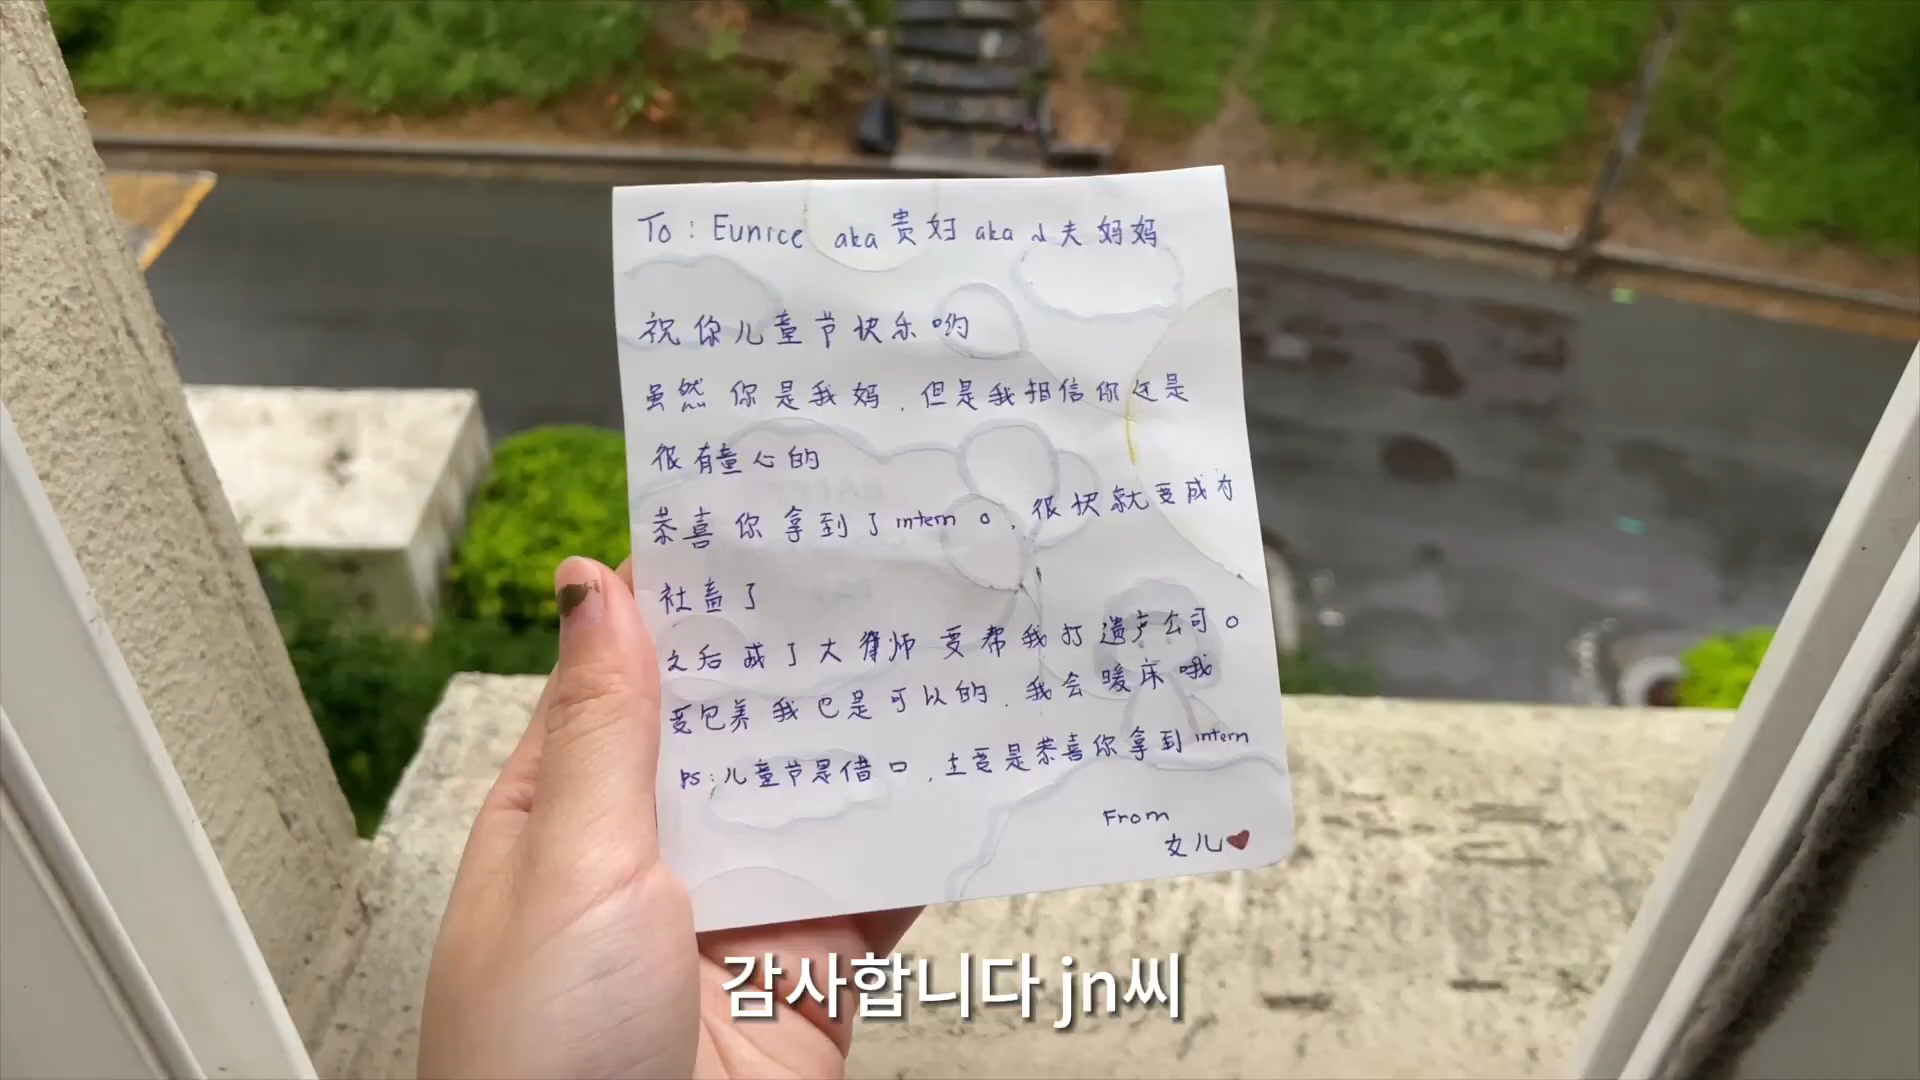 To : Eunice aka 贵妇 aka 小夫妈妈
祝你儿童节快乐哟
虽然你是我妈，但是我相信你还是
很有童心的
恭喜你拿到了intern o，很快就要成为
社畜了
之后成了大律师要帮我打遗产公司。
要包养我也是可以的，我会暖床哦
ps：儿童节是借口，主要是恭喜你拿到intern
From
女儿
감사합니다 jn씨